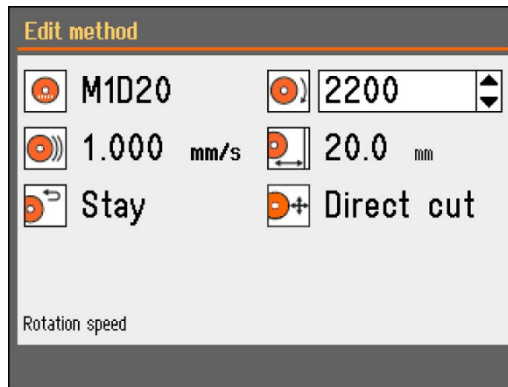 Edit method
M1D20 2200
1.000 mm/s 20.0 mm
Stay Direct cut
Rotation speed